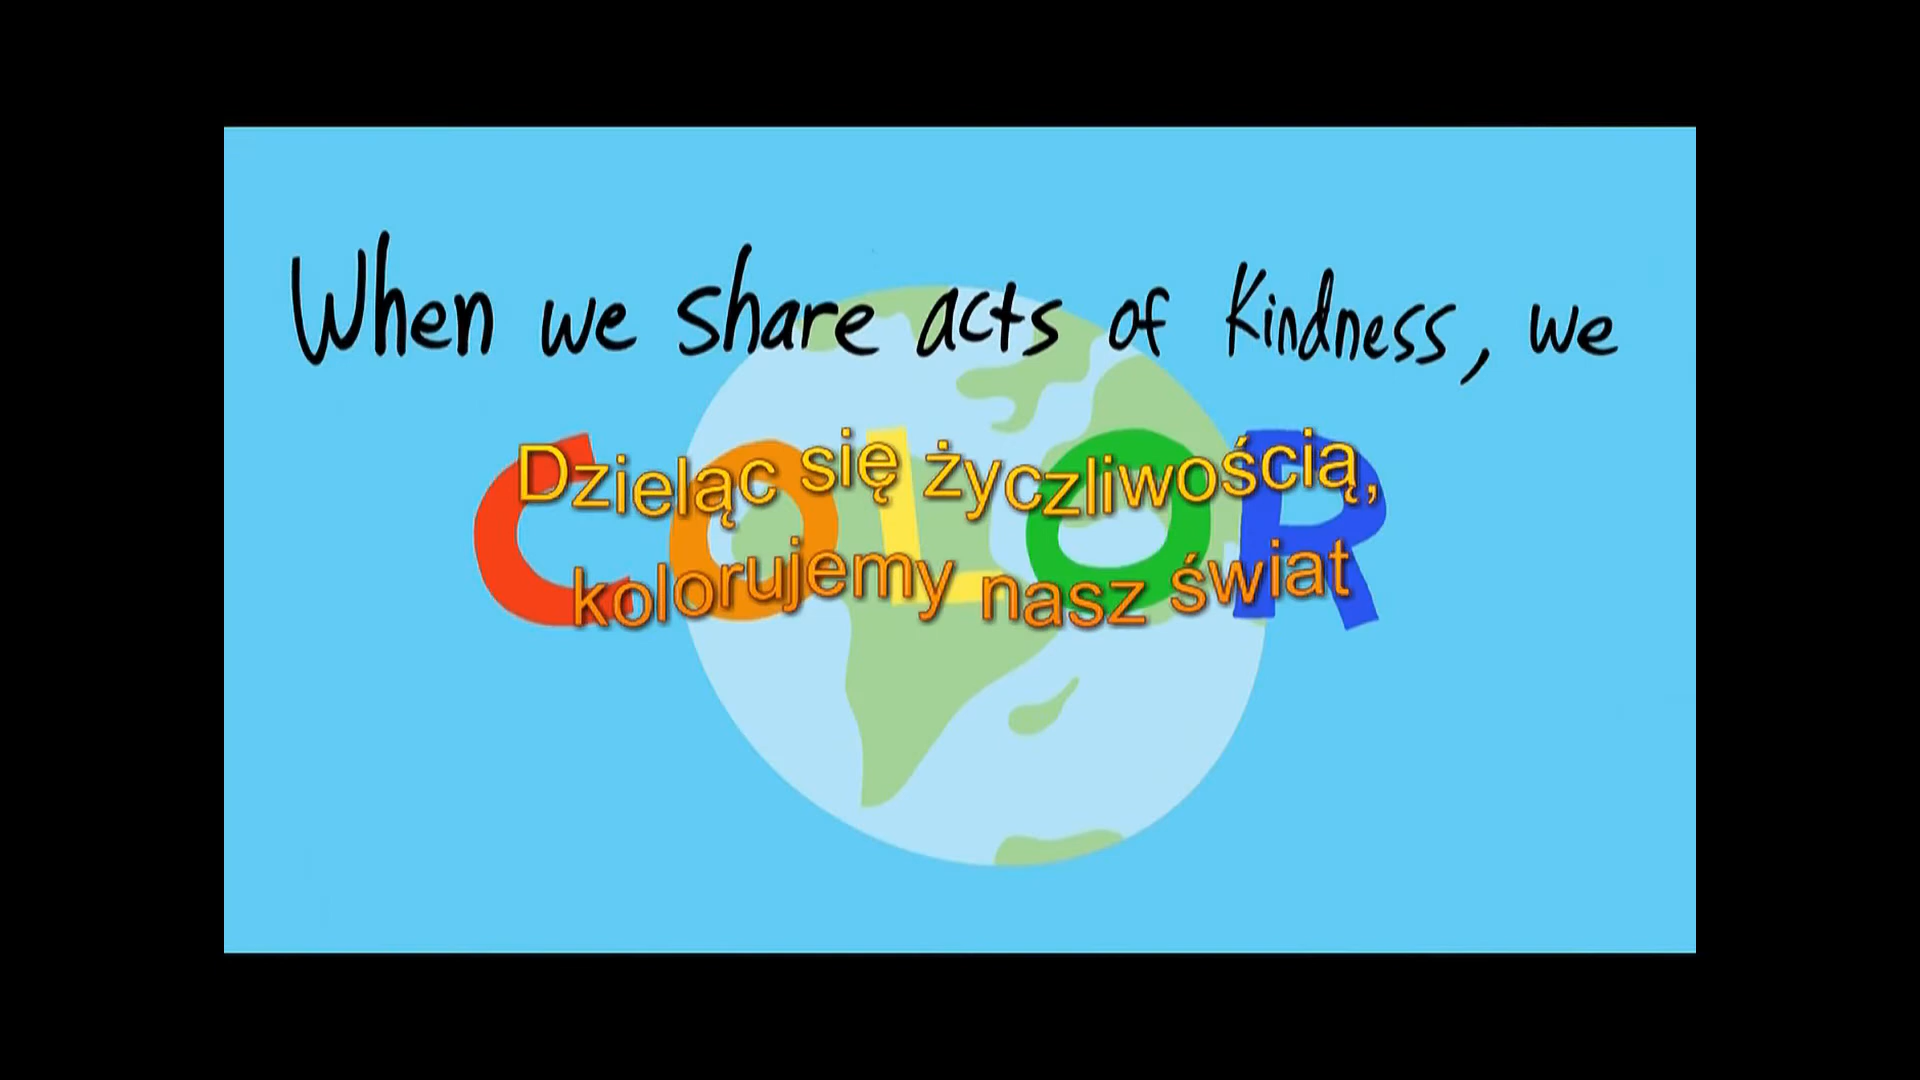 When we share acts of Kindness, we
COLOR
Dzieląc się życzliwością,
kolorujemy nasz świat